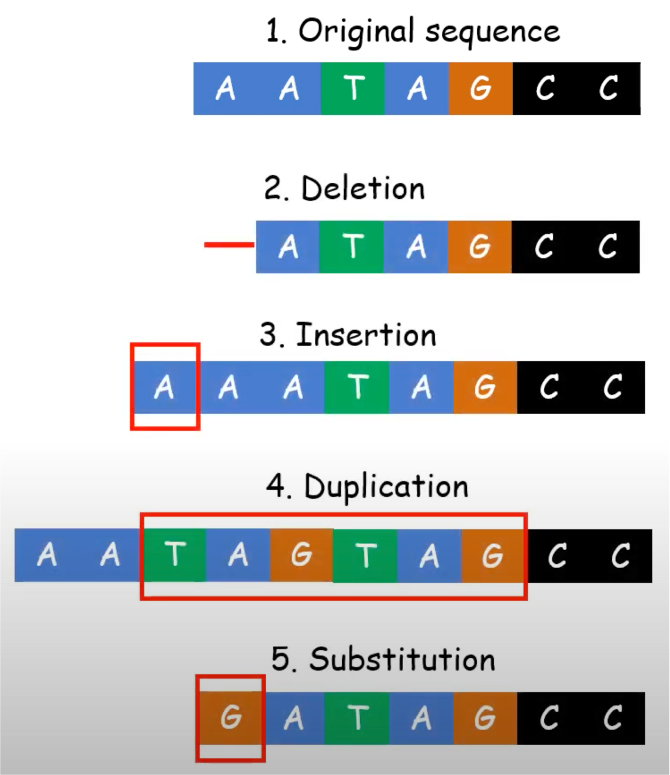 1. Original sequence
A A T A G C C
2. Deletion
A T A G C C
3. Insertion
A A A T A G C C
4. Duplication
A A T A G T A G C C
5. Substitution
G A T A G C C